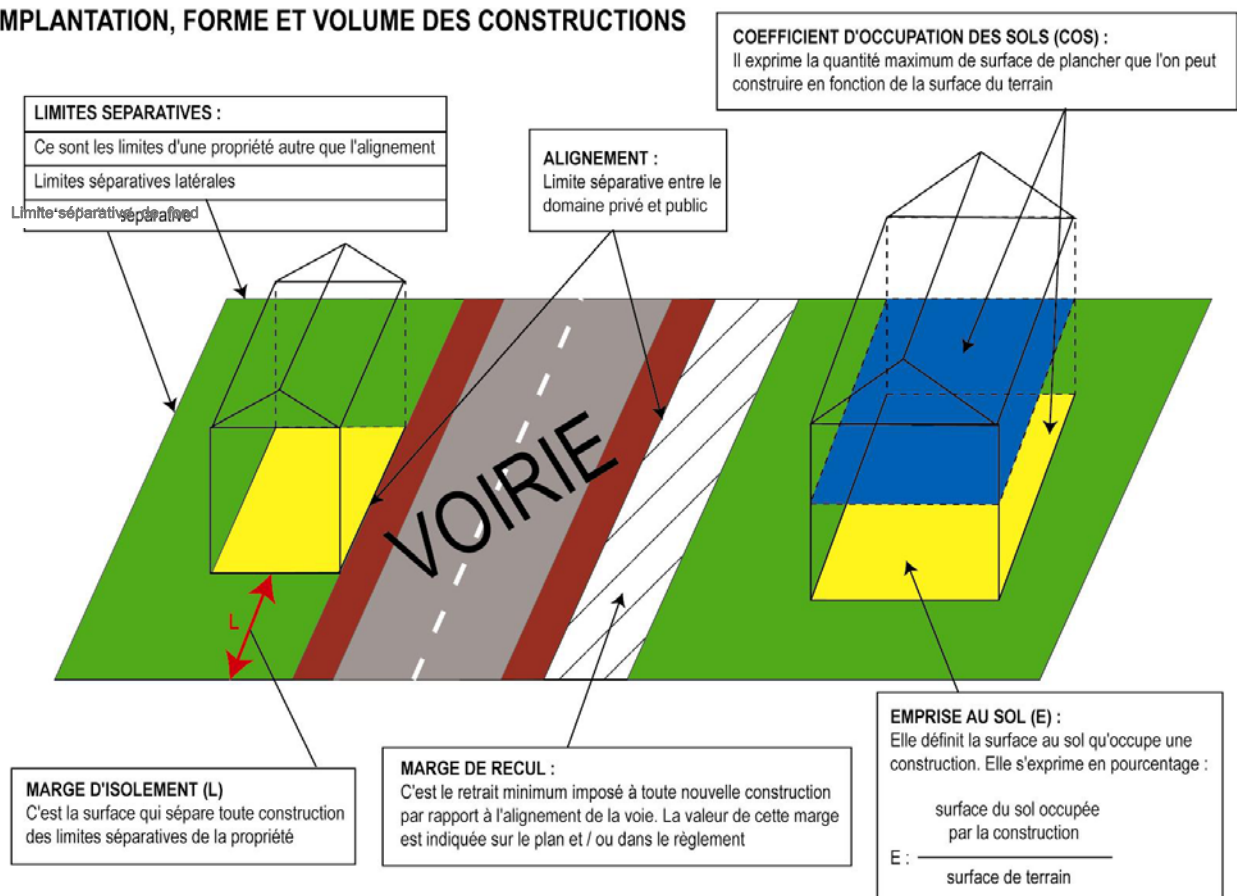 MPLANTATION, FORME ET VOLUME DES CONSTRUCTIONS
COEFFICIENT D'OCCUPATION DES SOLS (COS) :
Il exprime la quantité maximum de surface de plancher que l'on peut
construire en fonction de la surface du terrain
LIMITES SEPARATIVES :
Ce sont les limites d'une propriété autre que l'alignement
Limites séparatives latérales
Limite séparative de fond
séparative
ALIGNEMENT :
Limite séparative entre le
domaine privé et public
VOIRIE
L
MARGE D'ISOLEMENT (L)
C'est la surface qui sépare toute construction
des limites séparatives de la propriété
MARGE DE RECUL :
C'est le retrait minimum imposé à toute nouvelle construction
par rapport à l'alignement de la voie. La valeur de cette marge
est indiquée sur le plan et / ou dans le règlement
EMPRISE AU SOL (E) :
Elle définit la surface au sol qu'occupe une
construction. Elle s'exprime en pourcentage :
surface du sol occupée
par la construction
E :
surface de terrain